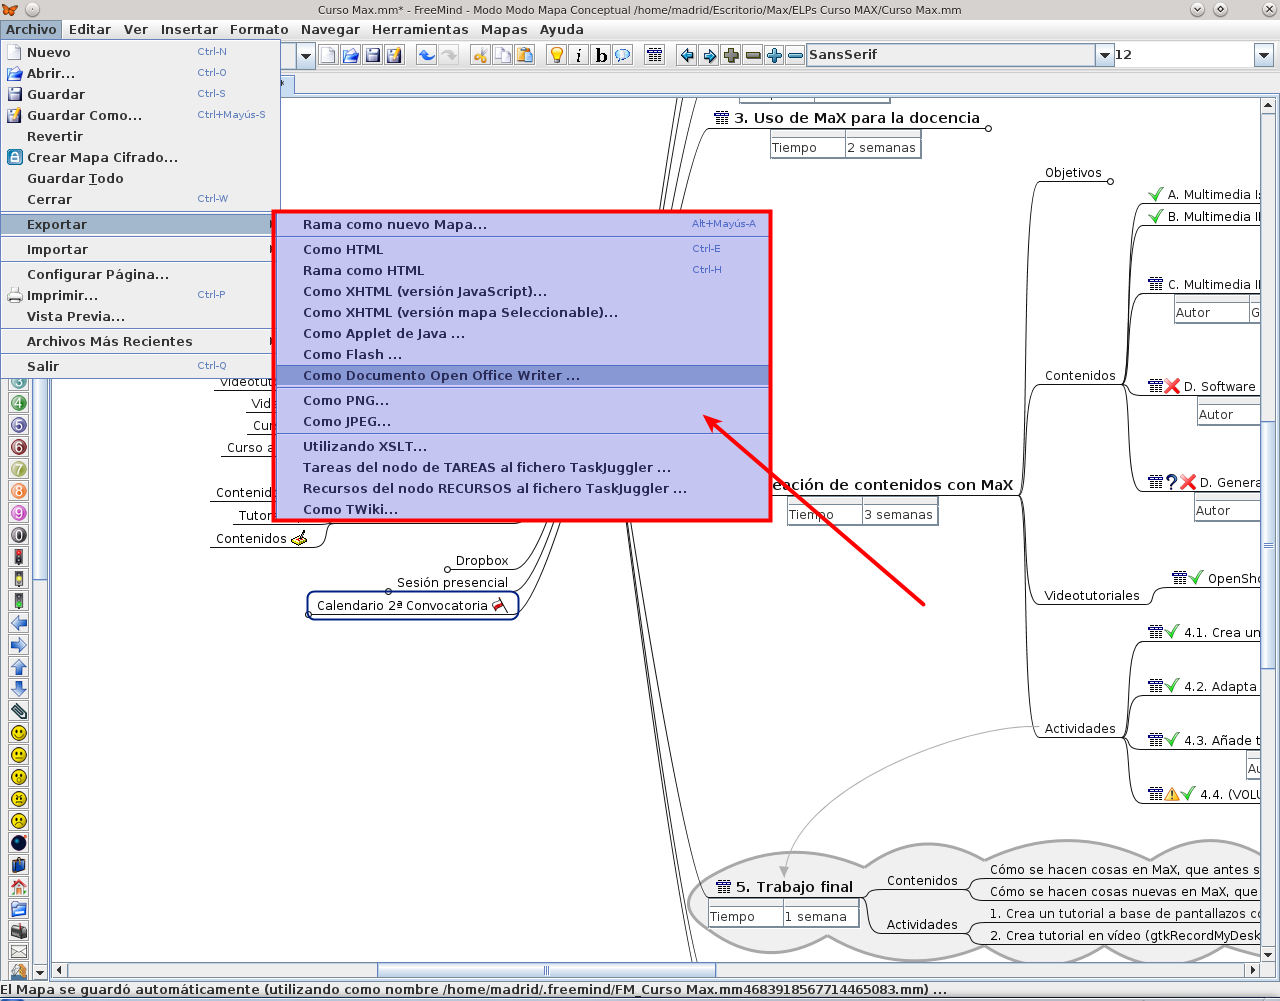 Curso Max.mm* - FreeMind - Modo Modo Mapa Conceptual /home/madrid/Escritorio/Max/ELPs Curso MAX/Curso Max.mm
Archivo Editar Ver Insertar Formato Navegar Herramientas Mapas Ayuda
SansSerif 12
Nuevo Ctrl-N
Abrir... Ctrl-O
Guardar Ctrl-S
Guardar Como... Ctrl+Mayús-S
Revertir
Crear Mapa Cifrado...
Guardar Todo
Cerrar Ctrl-W
Exportar
Importar
Configurar Página...
Imprimir... Ctrl-P
Vista Previa...
Archivos Más Recientes
Salir Ctrl-Q
Rama como nuevo Mapa... Alt+Mayús-A
Como HTML Ctrl-E
Rama como HTML Ctrl-H
Como XHTML (versión JavaScript)...
Como XHTML (versión mapa Seleccionable)...
Como Applet de Java ...
Como Flash ...
Como Documento Open Office Writer ...
Como PNG...
Como JPEG...
Utilizando XSLT...
Tareas del nodo de TAREAS al fichero TaskJuggler ...
Recursos del nodo RECURSOS al fichero TaskJuggler ...
Como TWiki...
3
4
5
6
7
8
9
0
Videotut
Vid
Cur
Curso a
Contenid
Tutor
Contenidos
Dropbox
Sesión presencial
Calendario 2ª Convocatoria
3. Uso de MaX para la docencia
Tiempo 2 semanas
eación de contenidos con MaX
Tiempo 3 semanas
Objetivos
Contenidos
A. Multimedia I
B. Multimedia II
C. Multimedia II
Autor G
D. Software
Autor
D. Genera
Autor
Videotutoriales
OpenSho
Actividades
4.1. Crea un
4.2. Adapta
4.3. Añade t
Au
4.4. (VOLU
5. Trabajo final
Tiempo 1 semana
Contenidos
Cómo se hacen cosas en MaX, que antes s
Cómo se hacen cosas nuevas en MaX, que
Actividades
1. Crea un tutorial a base de pantallazos co
2. Crea tutorial en vídeo (gtkRecordMyDesk
El Mapa se guardó automáticamente (utilizando como nombre /home/madrid/.freemind/FM_Curso Max.mm4683918567714465083.mm) ...